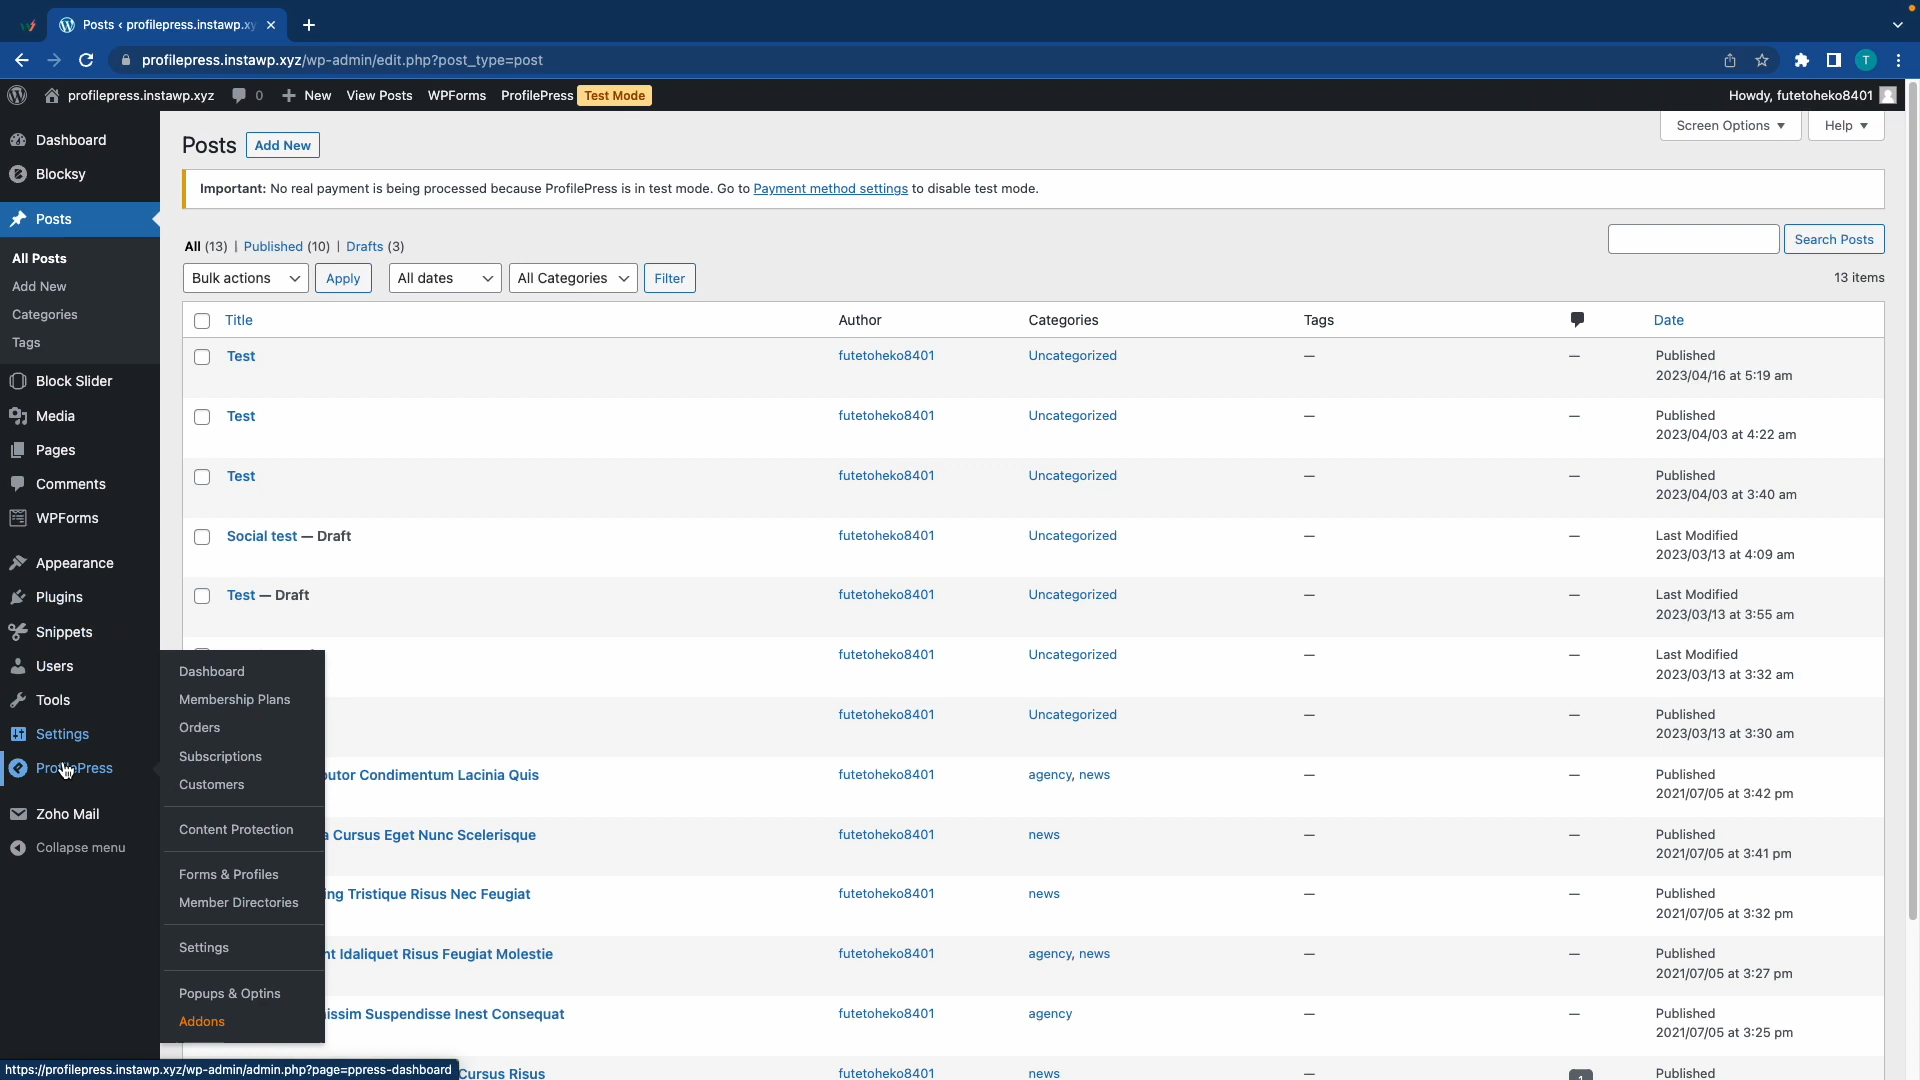 Posts ‹ profilepress.instawp.xy
profilepress.instawp.xyz/wp-admin/edit.php?post_type=post
T
profilepress.instawp.xyz 0 New View Posts WPForms ProfilePress Test Mode Howdy, futetoheko8401
Dashboard
Blocksy
Posts
All Posts
Add New
Categories
Tags
Block Slider
Media
Pages
Comments
WPForms
Appearance
Plugins
Snippets
Users
Tools
Settings
ProfilePress
Zoho Mail
Collapse menu
Dashboard
Membership Plans
Orders
Subscriptions
Customers
Content Protection
Forms & Profiles
Member Directories
Settings
Popups & Optins
Addons
Screen Options Help
Posts Add New
Important: No real payment is being processed because ProfilePress is in test mode. Go to Payment method settings to disable test mode.
All (13) | Published (10) | Drafts (3)
Search Posts
Bulk actions Apply All dates All Categories Filter 13 items
Title Author Categories Tags Date
Test futetoheko8401 Uncategorized — — Published
2023/04/16 at 5:19 am
Test futetoheko8401 Uncategorized — — Published
2023/04/03 at 4:22 am
Test futetoheko8401 Uncategorized — — Published
2023/04/03 at 3:40 am
Social test — Draft futetoheko8401 Uncategorized — — Last Modified
2023/03/13 at 4:09 am
Test — Draft futetoheko8401 Uncategorized — — Last Modified
2023/03/13 at 3:55 am
futetoheko8401 Uncategorized — — Last Modified
2023/03/13 at 3:32 am
futetoheko8401 Uncategorized — — Published
2023/03/13 at 3:30 am
utor Condimentum Lacinia Quis futetoheko8401 agency, news — — Published
2021/07/05 at 3:42 pm
a Cursus Eget Nunc Scelerisque futetoheko8401 news — — Published
2021/07/05 at 3:41 pm
ing Tristique Risus Nec Feugiat futetoheko8401 news — — Published
2021/07/05 at 3:32 pm
nt Idaliquet Risus Feugiat Molestie futetoheko8401 agency, news — — Published
2021/07/05 at 3:27 pm
issim Suspendisse Inest Consequat futetoheko8401 agency — — Published
2021/07/05 at 3:25 pm
Cursus Risus futetoheko8401 news — 1 Published
https://profilepress.instawp.xyz/wp-admin/admin.php?page=ppress-dashboard